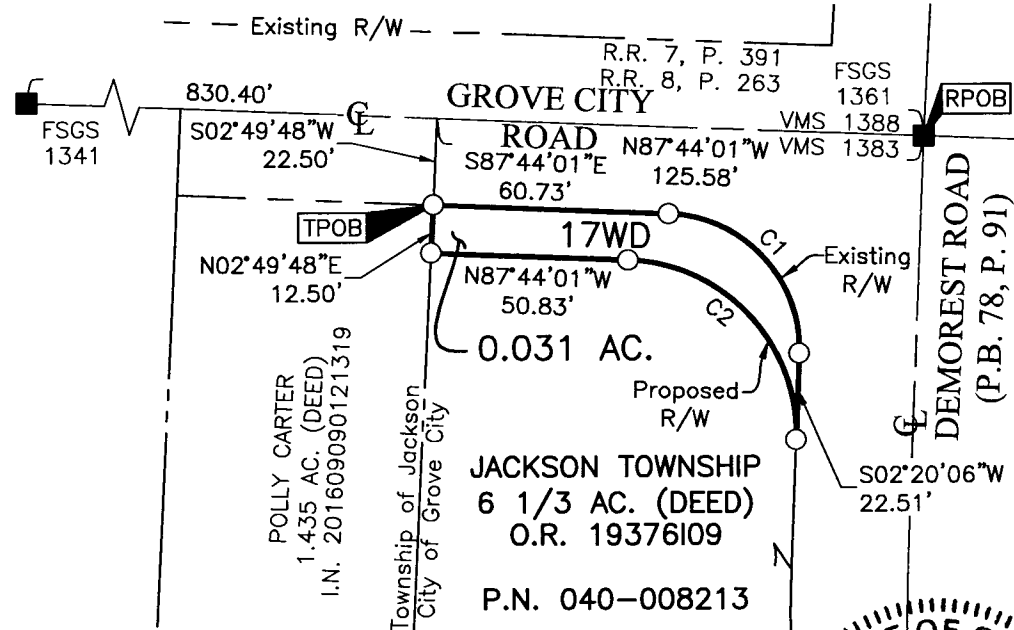 Existing R/W
R.R. 7, P. 391
R.R. 8, P. 263
FSGS
1361
RPOB
830.40'
GROVE CITY
ROAD
VMS 1388
VMS 1383
FSGS
1341
S02°49'48"W
22.50'
S87°44'01"E
60.73'
N87°44'01"W
125.58'
TPOB
17WD
C1
Existing
R/W
N02°49'48"E
12.50'
N87°44'01"W
50.83'
C2
0.031 AC.
Proposed
R/W
DEMOREST ROAD
(P.B. 78, P. 91)
S02°20'06"W
22.51'
POLLY CARTER
1.435 AC. (DEED)
I.N. 201609090121319
Township of Jackson
City of Grove City
JACKSON TOWNSHIP
6 1/3 AC. (DEED)
O.R. 19376I09
P.N. 040-008213
OF